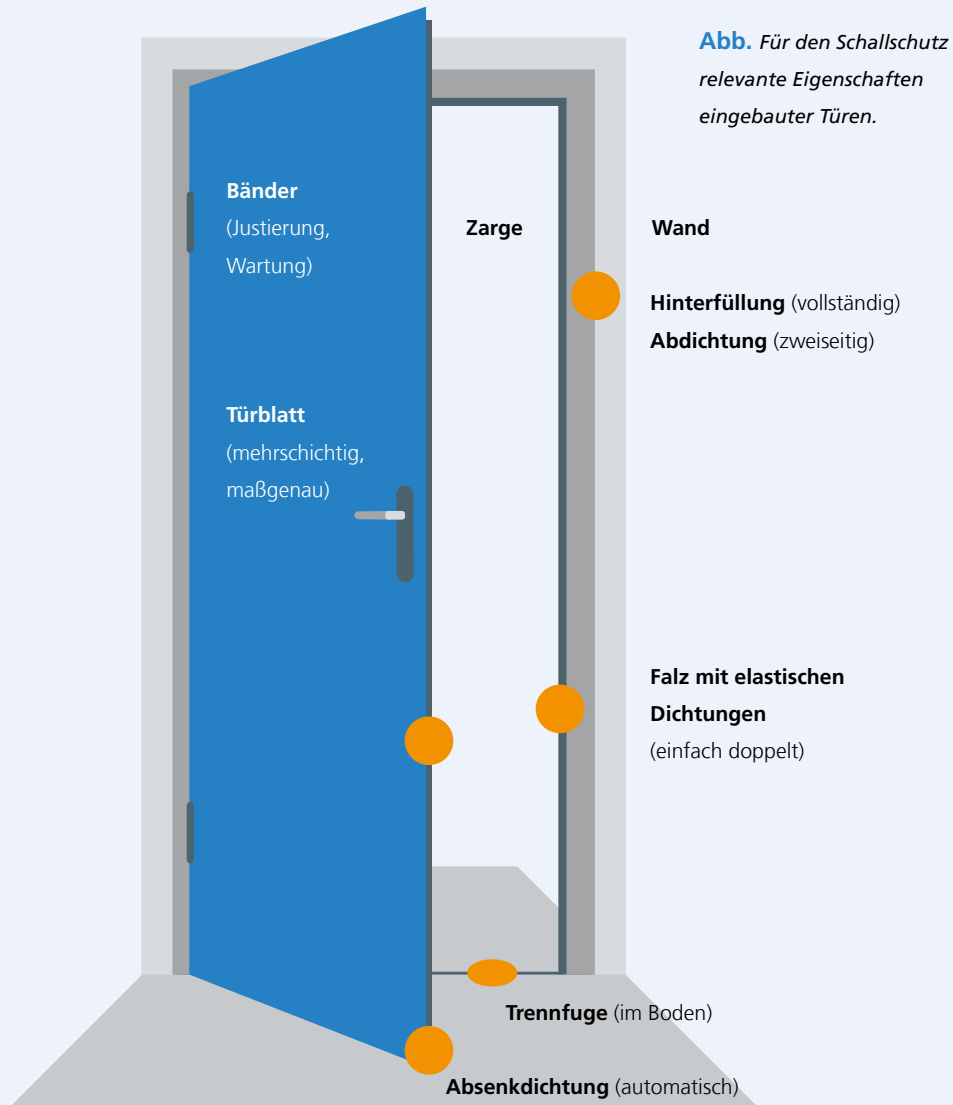 Abb. Für den Schallschutz
relevante Eigenschaften
eingebauter Türen.
Bänder
(Justierung,
Wartung)
Zarge
Wand
Hinterfüllung (vollständig)
Abdichtung (zweiseitig)
Türblatt
(mehrschichtig,
maßgenau)
Falz mit elastischen
Dichtungen
(einfach doppelt)
Trennfuge (im Boden)
Absenkdichtung (automatisch)